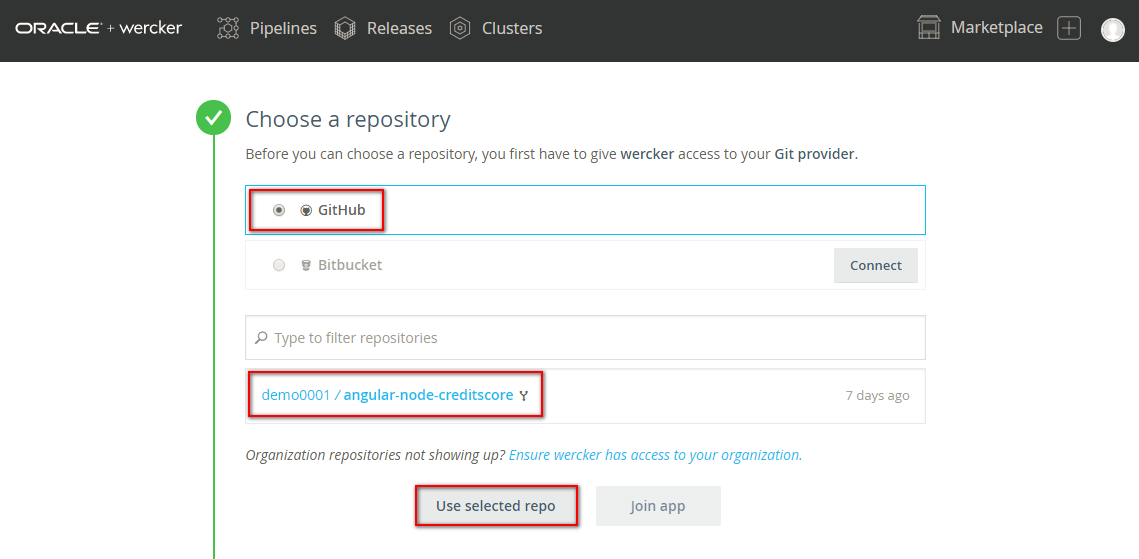 ORACLE + wercker Pipelines Releases Clusters Marketplace
Choose a repository
Before you can choose a repository, you first have to give wercker access to your Git provider.
GitHub
Bitbucket Connect
Type to filter repositories
demo0001 / angular-node-creditscore 7 days ago
Organization repositories not showing up? Ensure wercker has access to your organization.
Use selected repo Join app